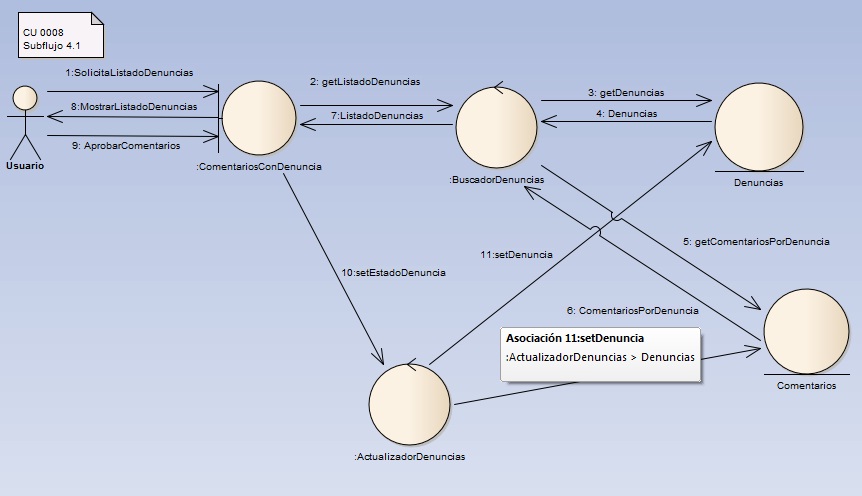 CU 0008
Subflujo 4.1
1:SolicitaListadoDenuncias
8:MostrarListadoDenuncias
9: AprobarComentarios
Usuario
:ComentariosConDenuncia
2: getListadoDenuncias
7:ListadoDenuncias
:BuscadorDenuncias
3: getDenuncias
4: Denuncias
Denuncias
5: getComentariosPorDenuncia
11:setDenuncia
10:setEstadoDenuncia
6: ComentariosPorDenuncia
Asociación 11:setDenuncia
:ActualizadorDenuncias > Denuncias
Comentarios
:ActualizadorDenuncias